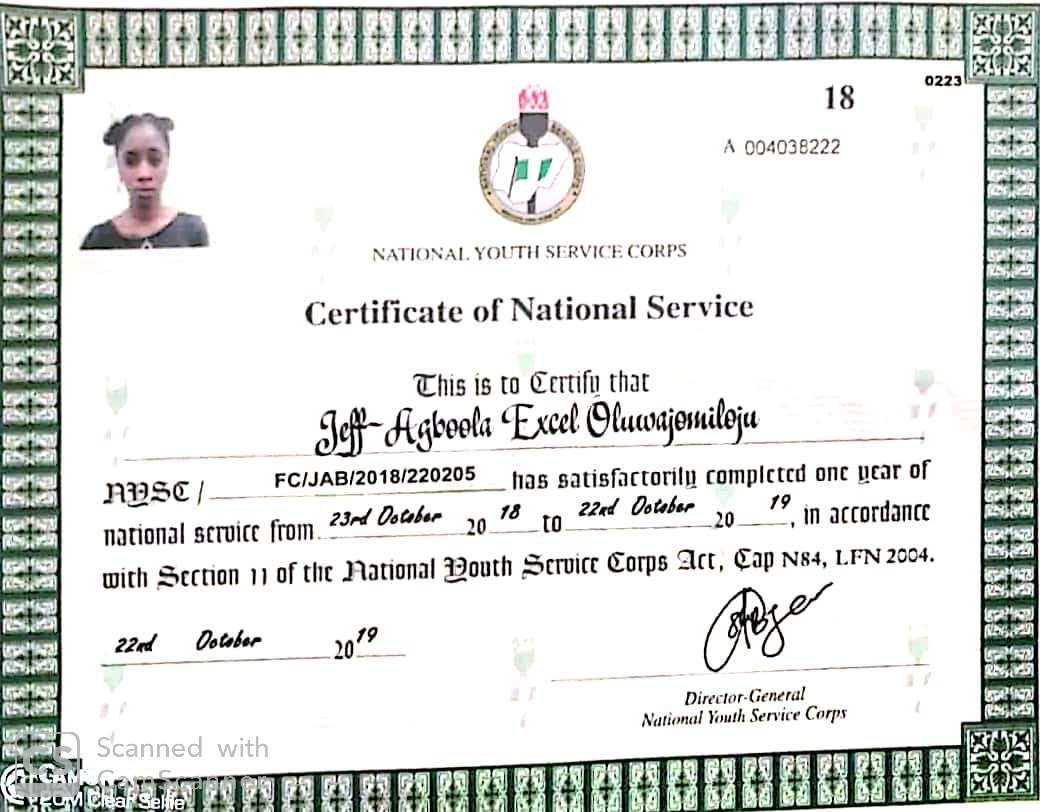 18
0223
A 004038222
NATIONAL YOUTH SERVICE CORPS
Certificate of National Service
This is to Certify that
Jeff-Agboola Excel Oluwajomiloju
NYSC / FC/JAB/2018/220205 has satisfactorily completed one year of
national service from 23rd October 20 18 to 22nd October 20 19, in accordance
with Section 11 of the National Youth Service Corps Act, Cap N84, LFN 2004.
22nd October 20 19
Director-General
National Youth Service Corps
CS Scanned with
CamScanner
Clear Selfie